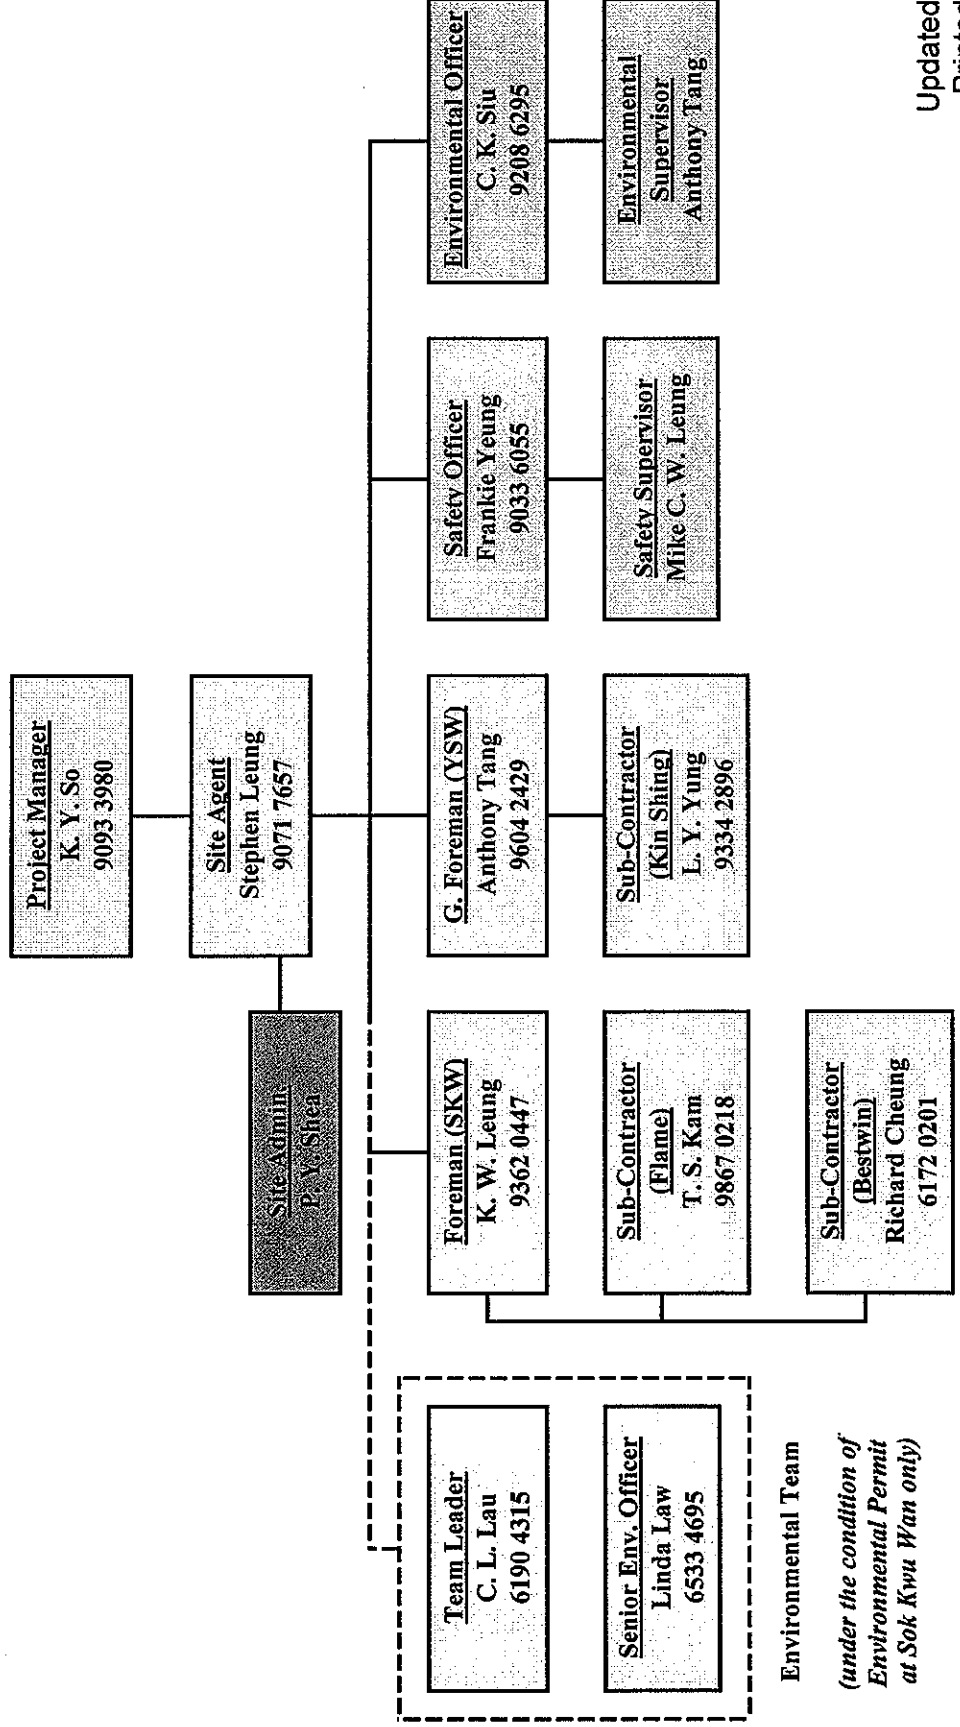 Project Manager
K. Y. So
9093 3980
Site Agent
Stephen Leung
9071 7657
Site Admin.
P. Y. Shea
Team Leader
C. L. Lau
6190 4315
Senior Env. Officer
Linda Law
6533 4695
Environmental Team
(under the condition of
Environmental Permit
at Sok Kwu Wan only)
Foreman (SKW)
K. W. Leung
9362 0447
Sub-Contractor
(Flame)
T. S. Kam
9867 0218
Sub-Contractor
(Bestwin)
Richard Cheung
6172 0201
G. Foreman (YSW)
Anthony Tang
9604 2429
Sub-Contractor
(Kin Shing)
L. Y. Yung
9334 2896
Safety Officer
Frankie Yeung
9033 6055
Safety Supervisor
Mike C. W. Leung
Environmental Officer
C. K. Siu
9208 6295
Environmental
Supervisor
Anthony Tang
Updated
Printed